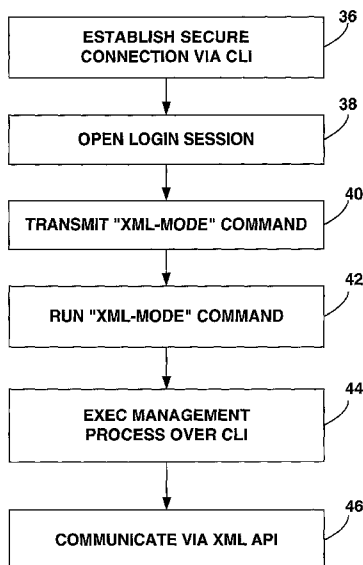 36
ESTABLISH SECURE
CONNECTION VIA CLI
38
OPEN LOGIN SESSION
40
TRANSMIT "XML-MODE" COMMAND
42
RUN "XML-MODE" COMMAND
44
EXEC MANAGEMENT
PROCESS OVER CLI
46
COMMUNICATE VIA XML API